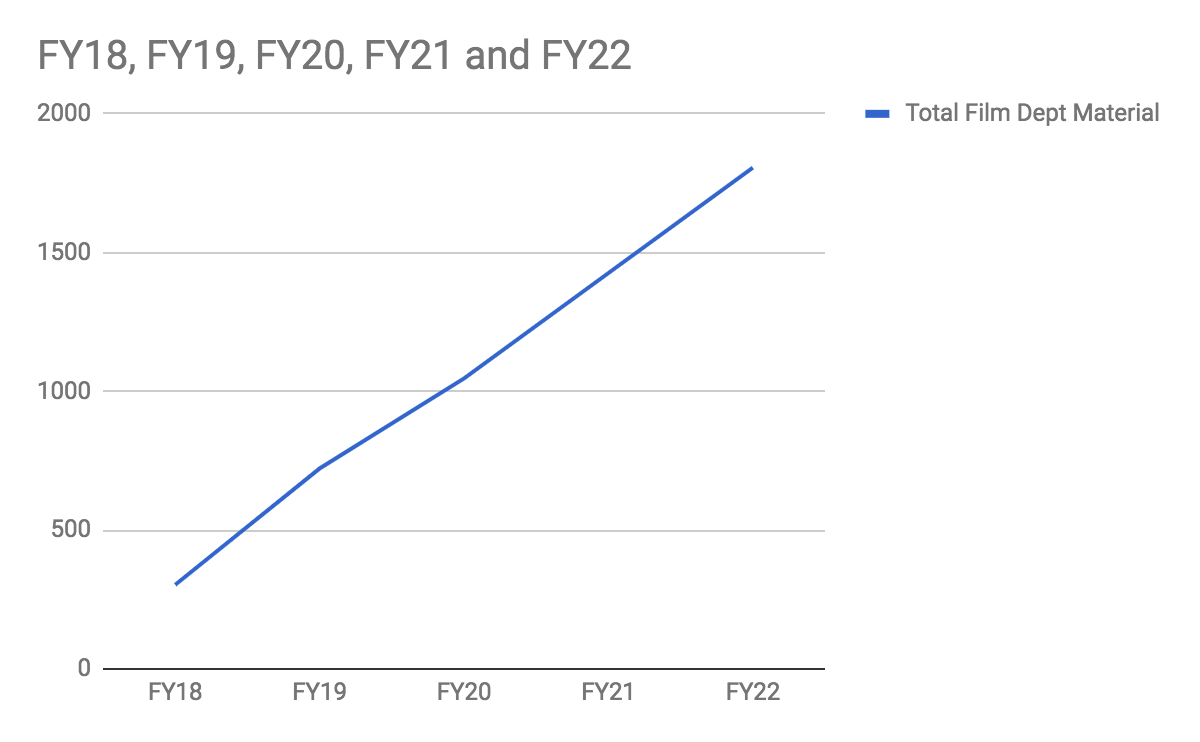 FY18, FY19, FY20, FY21 and FY22
Total Film Dept Material
2000
1500
1000
500
0
FY18 FY19 FY20 FY21 FY22